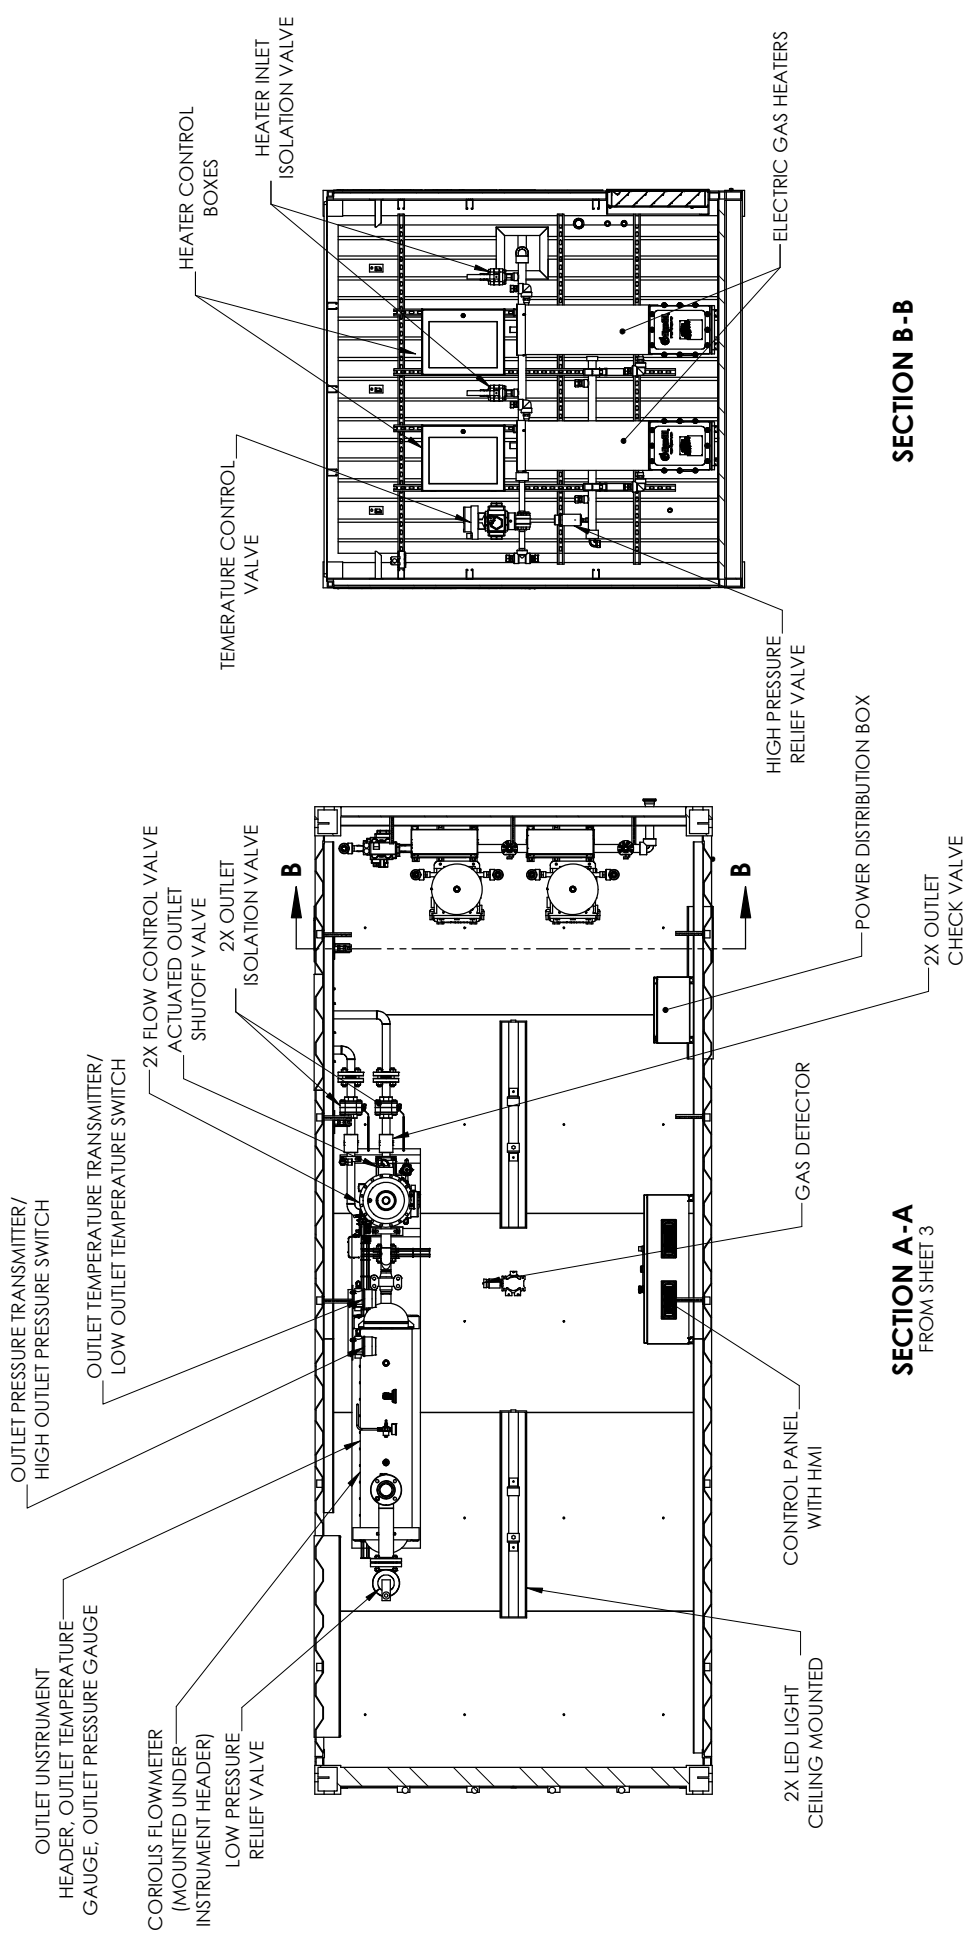 OUTLET PRESSURE TRANSMITTER/
HIGH OUTLET PRESSURE SWITCH
OUTLET TEMPERATURE TRANSMITTER/
LOW OUTLET TEMPERATURE SWITCH
2X FLOW CONTROL VALVE
ACTUATED OUTLET
SHUTOFF VALVE
2X OUTLET
ISOLATION VALVE
OUTLET UNSTRUMENT
HEADER, OUTLET TEMPERATURE
GAUGE, OUTLET PRESSURE GAUGE
CORIOLIS FLOWMETER
(MOUNTED UNDER
INSTRUMENT HEADER)
LOW PRESSURE
RELIEF VALVE
B
B
2X LED LIGHT
CEILING MOUNTED
CONTROL PANEL
WITH HMI
GAS DETECTOR
POWER DISTRIBUTION BOX
2X OUTLET
CHECK VALVE
SECTION A-A
FROM SHEET 3
TEMERATURE CONTROL
VALVE
HEATER CONTROL
BOXES
HEATER INLET
ISOLATION VALVE
HIGH PRESSURE
RELIEF VALVE
ELECTRIC GAS HEATERS
SECTION B-B